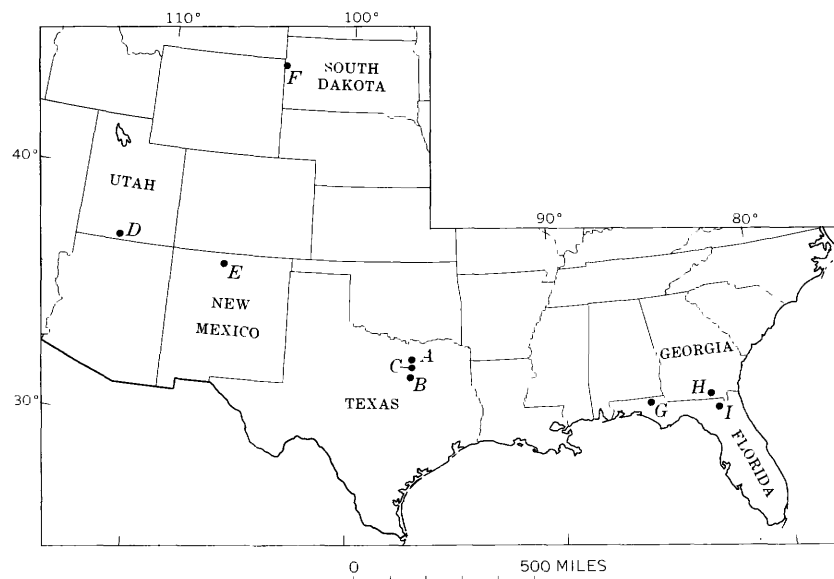 110°
100°
F
SOUTH
DAKOTA
40°
UTAH
90°
80°
D
E
NEW
MEXICO
A
C
B
TEXAS
GEORGIA
H
G
I
30°
FLORIDA
0 500 MILES